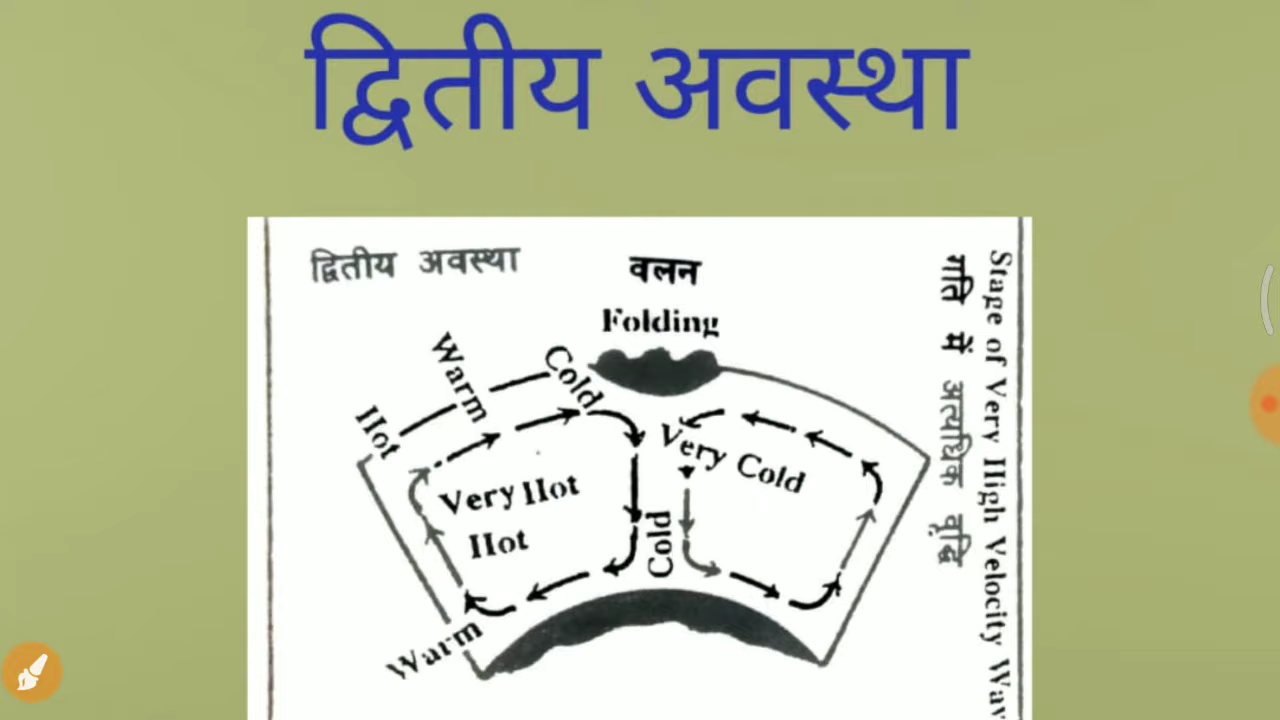 द्वितीय अवस्था
द्वितीय अवस्था
वलन
Folding
Hot
Warm
Cold
Very Hot
Hot
Very Cold
Cold
Warm
Stage of Very High Velocity Wav
गति में अत्यधिक वृद्धि